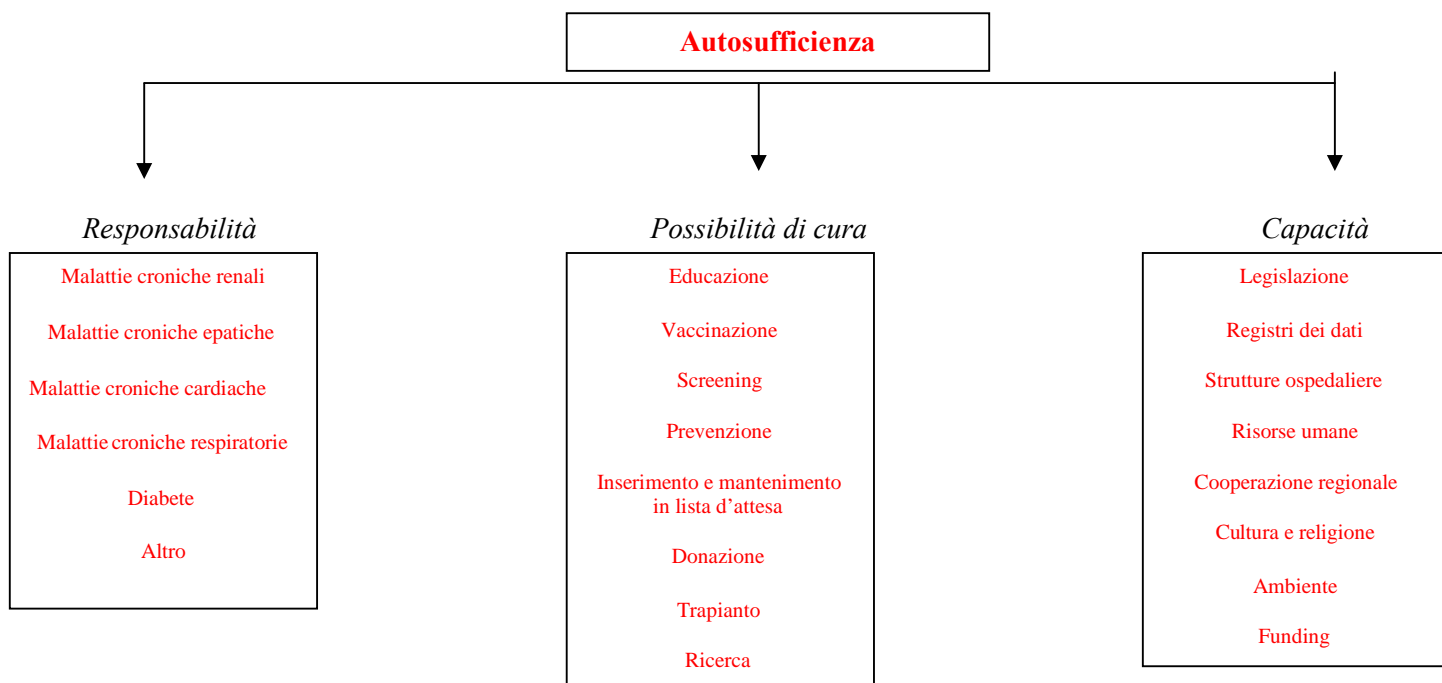 Autosufficienza
Responsabilità
Malattie croniche renali
Malattie croniche epatiche
Malattie croniche cardiache
Malattie croniche respiratorie
Diabete
Altro
Possibilità di cura
Educazione
Vaccinazione
Screening
Prevenzione
Inserimento e mantenimento
in lista d’attesa
Donazione
Trapianto
Ricerca
Capacità
Legislazione
Registri dei dati
Strutture ospedaliere
Risorse umane
Cooperazione regionale
Cultura e religione
Ambiente
Funding